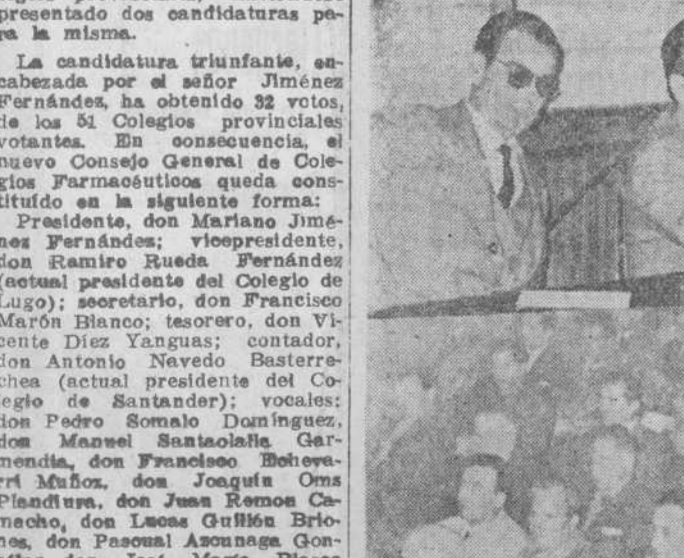 presentado dos candidaturas pa-
ra la misma.
La candidatura triunfante, en-
cabezada por el señor Jiménez
Fernández, ha obtenido 32 votos,
de los 51 Colegios provinciales
votantes. En consecuencia, el
nuevo Consejo General de Cole-
gios Farmacéuticos queda cons-
tituído en la siguiente forma:
Presidente, don Mariano Jimé-
nez Fernández; vicepresidente,
don Ramiro Rueda Fernández
(actual presidente del Colegio de
Lugo); secretario, don Francisco
Marón Blanco; tesorero, don Vi-
cente Díez Yanguas; contador,
don Antonio Navedo Basterre-
chea (actual presidente del Co-
legio de Santander); vocales:
don Pedro Somalo Domínguez,
don Manuel Santaolalla Gar-
mendia, don Francisco Echeva-
rri Muñoz, don Joaquín Oms
Plandiura, don Juan Remon Ca-
macho, don Lucas Guillén Brio-
nes, don Pascual Azounaga Gon-
don José María